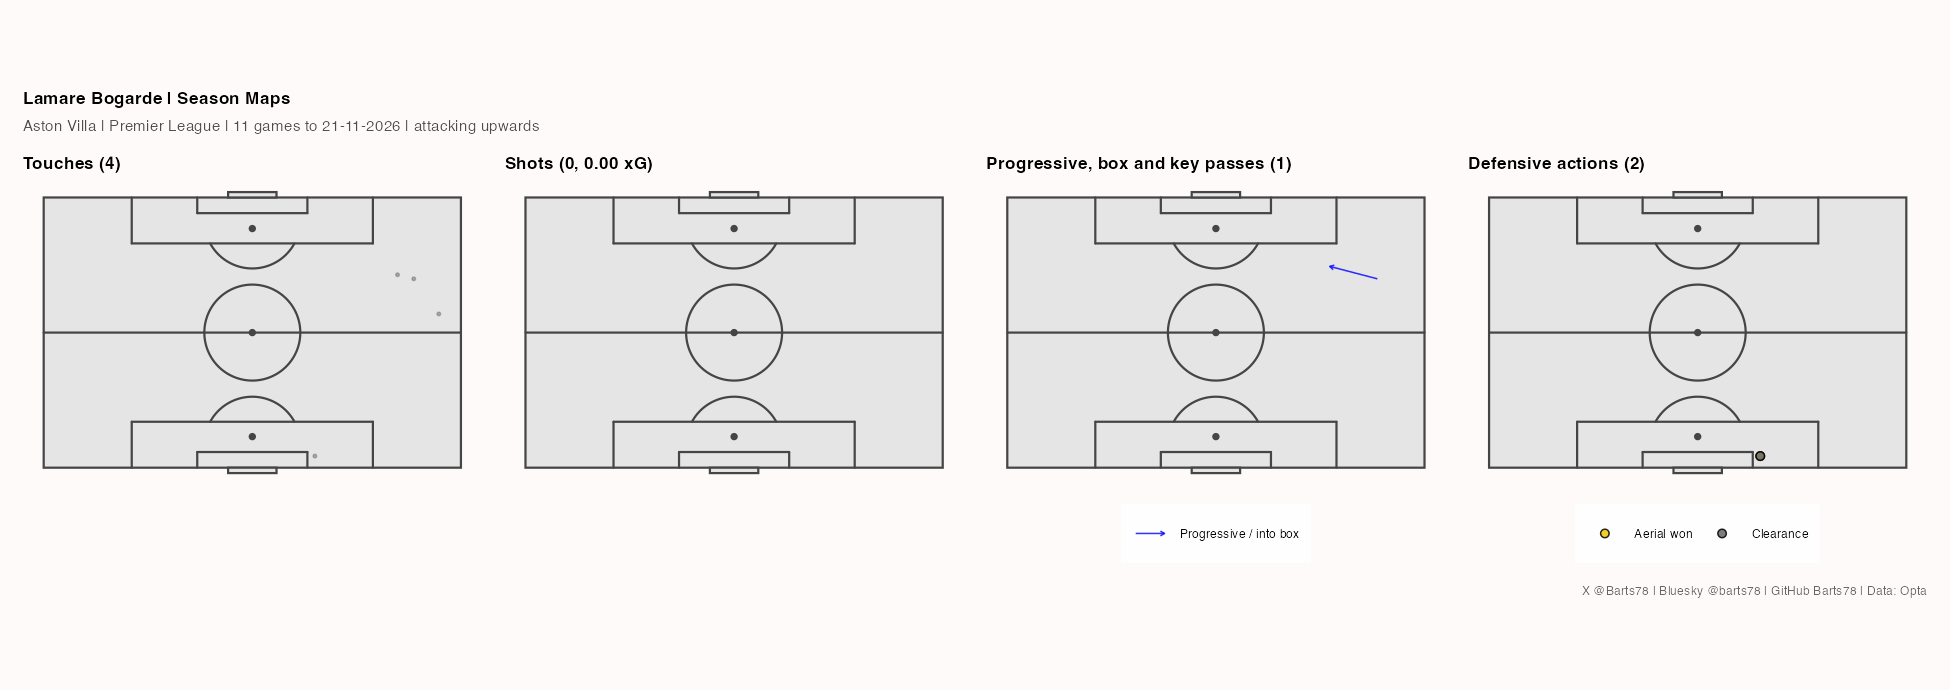 Lamare Bogarde | Season Maps
Aston Villa | Premier League | 11 games to 21-11-2026 | attacking upwards
Touches (4)
Shots (0, 0.00 xG)
Progressive, box and key passes (1)
Defensive actions (2)
Progressive / into box
Aerial won
Clearance
X @Barts78 | Bluesky @barts78 | GitHub Barts78 | Data: Opta